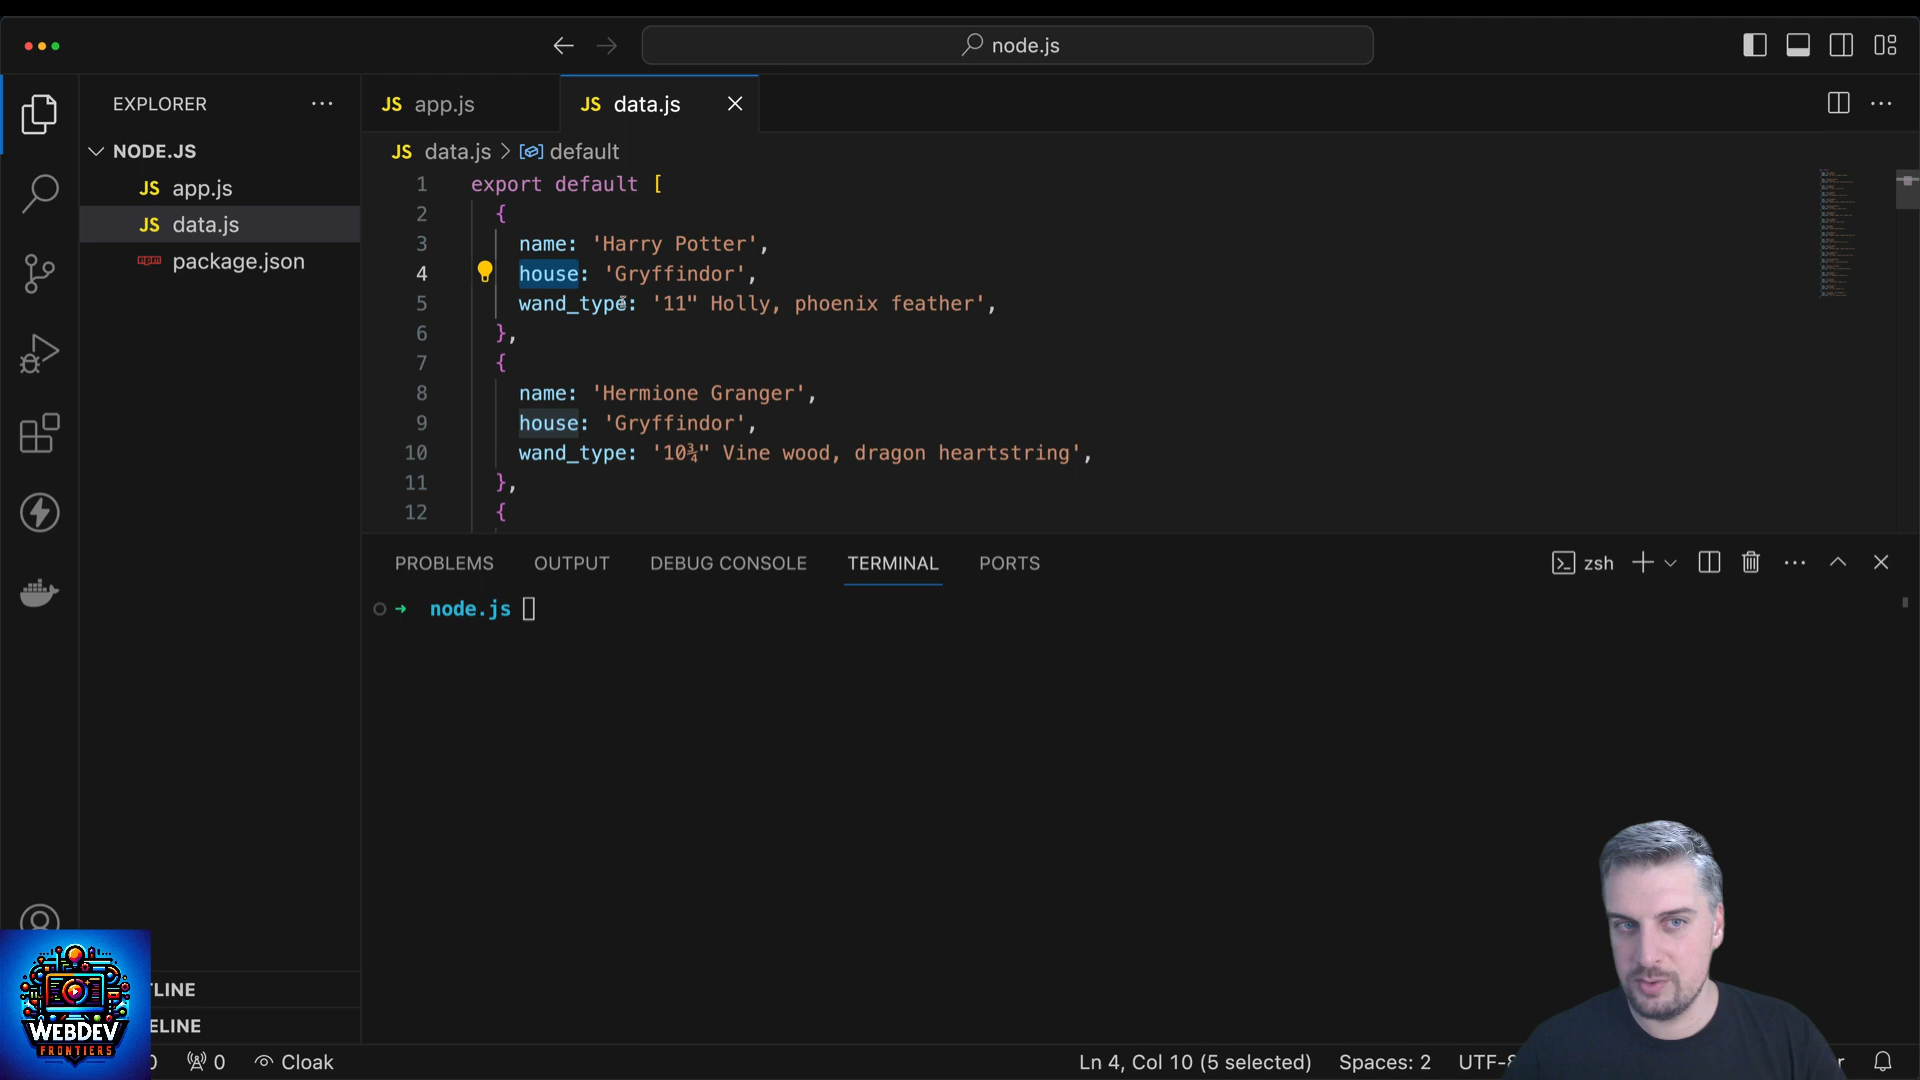 node.js
EXPLORER
JS app.js
JS data.js
NODE.JS
JS app.js
JS data.js
npm package.json
JS data.js > default
1 export default [
2 {
3 name: 'Harry Potter',
4 house: 'Gryffindor',
5 wand_type: '11" Holly, phoenix feather',
6 },
7 {
8 name: 'Hermione Granger',
9 house: 'Gryffindor',
10 wand_type: '10¾" Vine wood, dragon heartstring',
11 },
12 {
PROBLEMS OUTPUT DEBUG CONSOLE TERMINAL PORTS
zsh
→ node.js
LINE
ELINE
WEBDEV
FRONTIERS
0 Cloak
Ln 4, Col 10 (5 selected) Spaces: 2 UTF-8